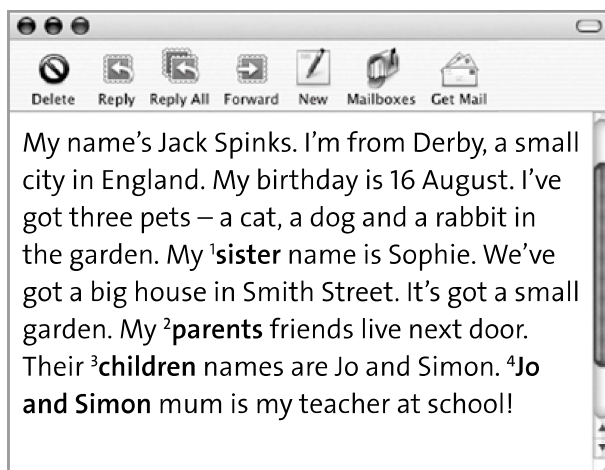 Delete Reply Reply All Forward New Mailboxes Get Mail
My name’s Jack Spinks. I’m from Derby, a small
city in England. My birthday is 16 August. I’ve
got three pets – a cat, a dog and a rabbit in
the garden. My ¹sister name is Sophie. We’ve
got a big house in Smith Street. It’s got a small
garden. My ²parents friends live next door.
Their ³children names are Jo and Simon. ⁴Jo
and Simon mum is my teacher at school!